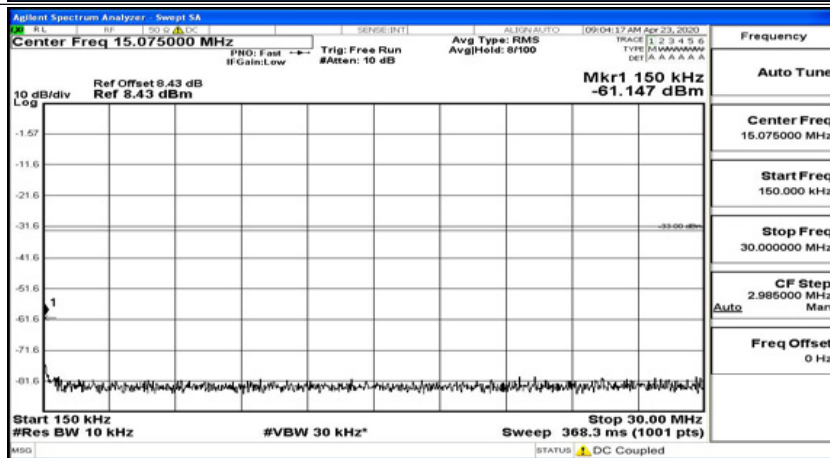 Agilent Spectrum Analyzer - Swept SA
RL RF 50 Ω DC SENSE:INT ALIGN AUTO 09:04:17 AM Apr 23, 2020
Center Freq 15.075000 MHz Avg Type: RMS TRACE 1 2 3 4 5 6 Frequency
PNO: Fast Trig: Free Run Avg|Hold: 8/100 TYPE M WWWWW
IFGain:Low #Atten: 10 dB DET A A A A A A
Auto Tune
Ref Offset 8.43 dB Mkr1 150 kHz
10 dB/div Ref 8.43 dBm -61.147 dBm
Log
Center Freq
15.075000 MHz
-1.57
-11.6
Start Freq
150.000 kHz
-21.6
-31.6 -33.00 dBm
Stop Freq
30.000000 MHz
-41.6
-51.6
CF Step
2.985000 MHz
Auto Man
1
-61.6
-71.6
Freq Offset
0 Hz
-81.6
Start 150 kHz Stop 30.00 MHz
#Res BW 10 kHz #VBW 30 kHz* Sweep 368.3 ms (1001 pts)
MSG STATUS DC Coupled